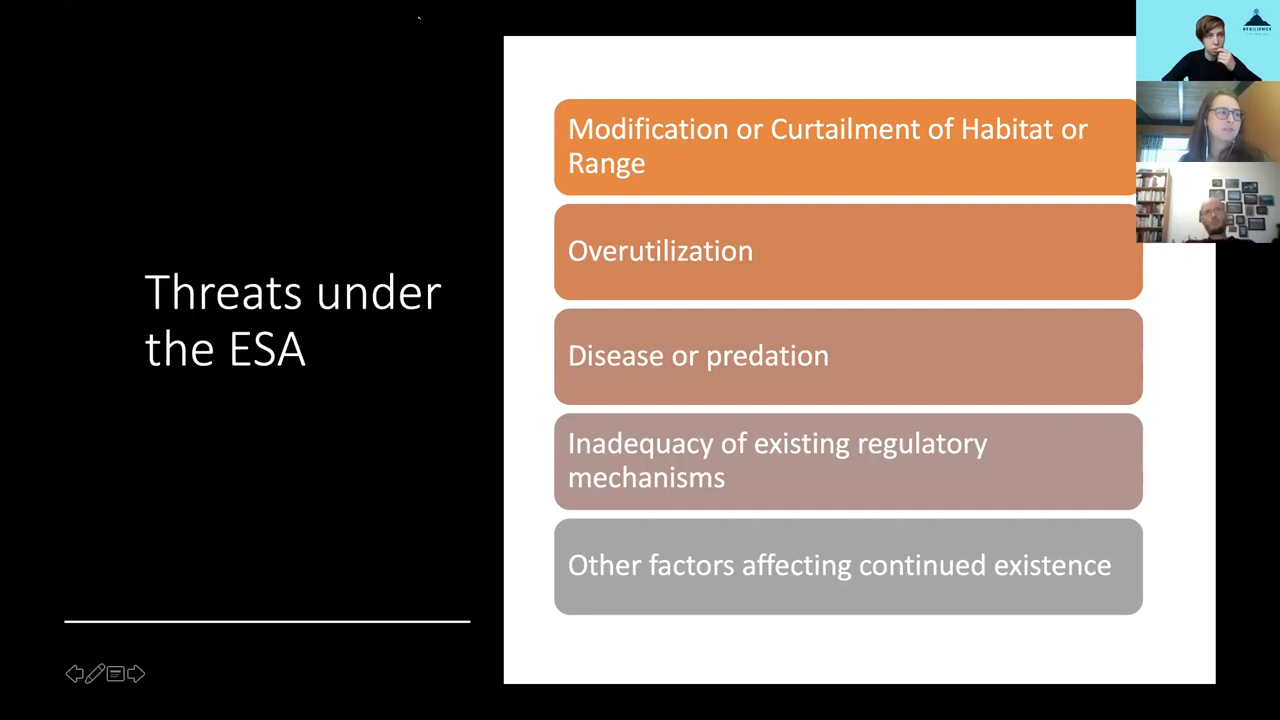 Threats under
the ESA
Modification or Curtailment of Habitat or
Range
Overutilization
Disease or predation
Inadequacy of existing regulatory
mechanisms
Other factors affecting continued existence
RESILIENCE